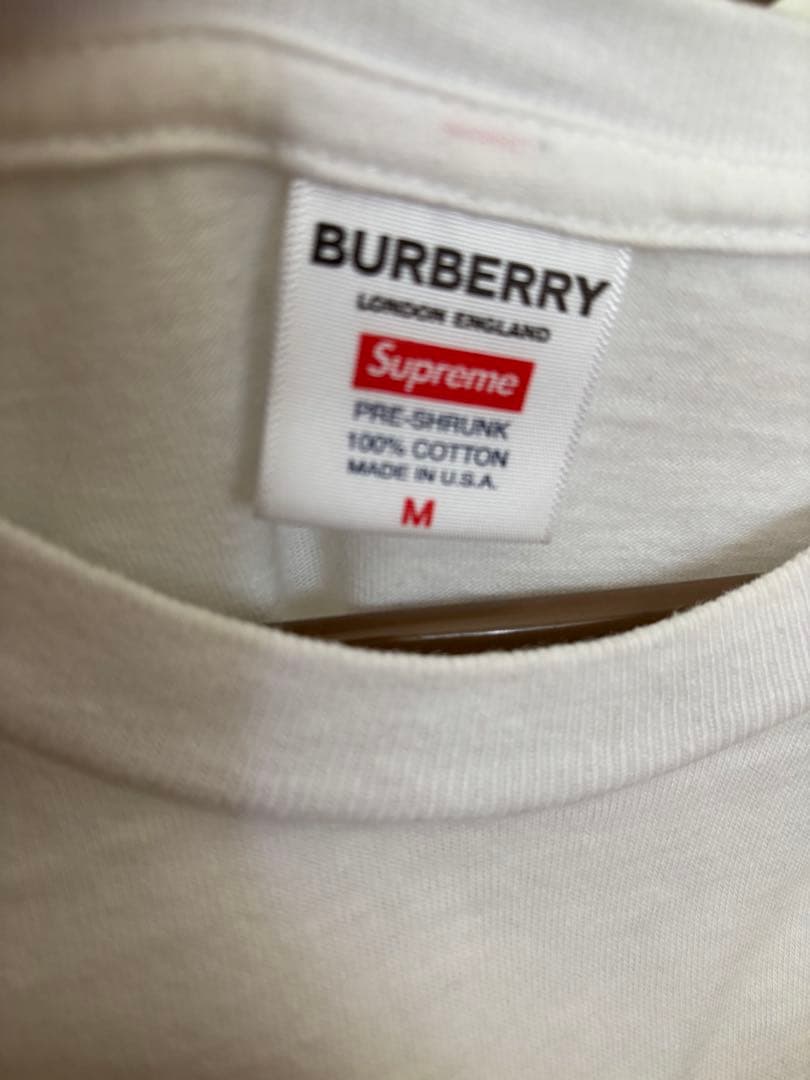 BURBERRY
LONDON ENGLAND
Supreme
PRE-SHRUNK
100% COTTON
MADE IN U.S.A.
M